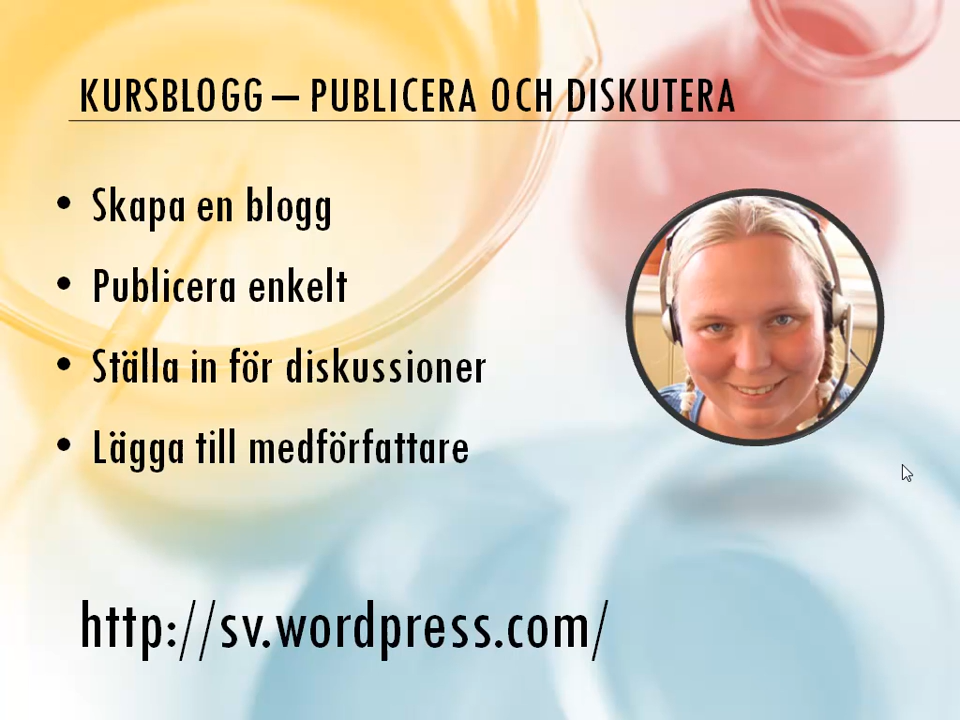 KURSBLOGG – PUBLICERA OCH DISKUTERA
• Skapa en blogg
• Publicera enkelt
• Ställa in för diskussioner
• Lägga till medförfattare
http://sv.wordpress.com/